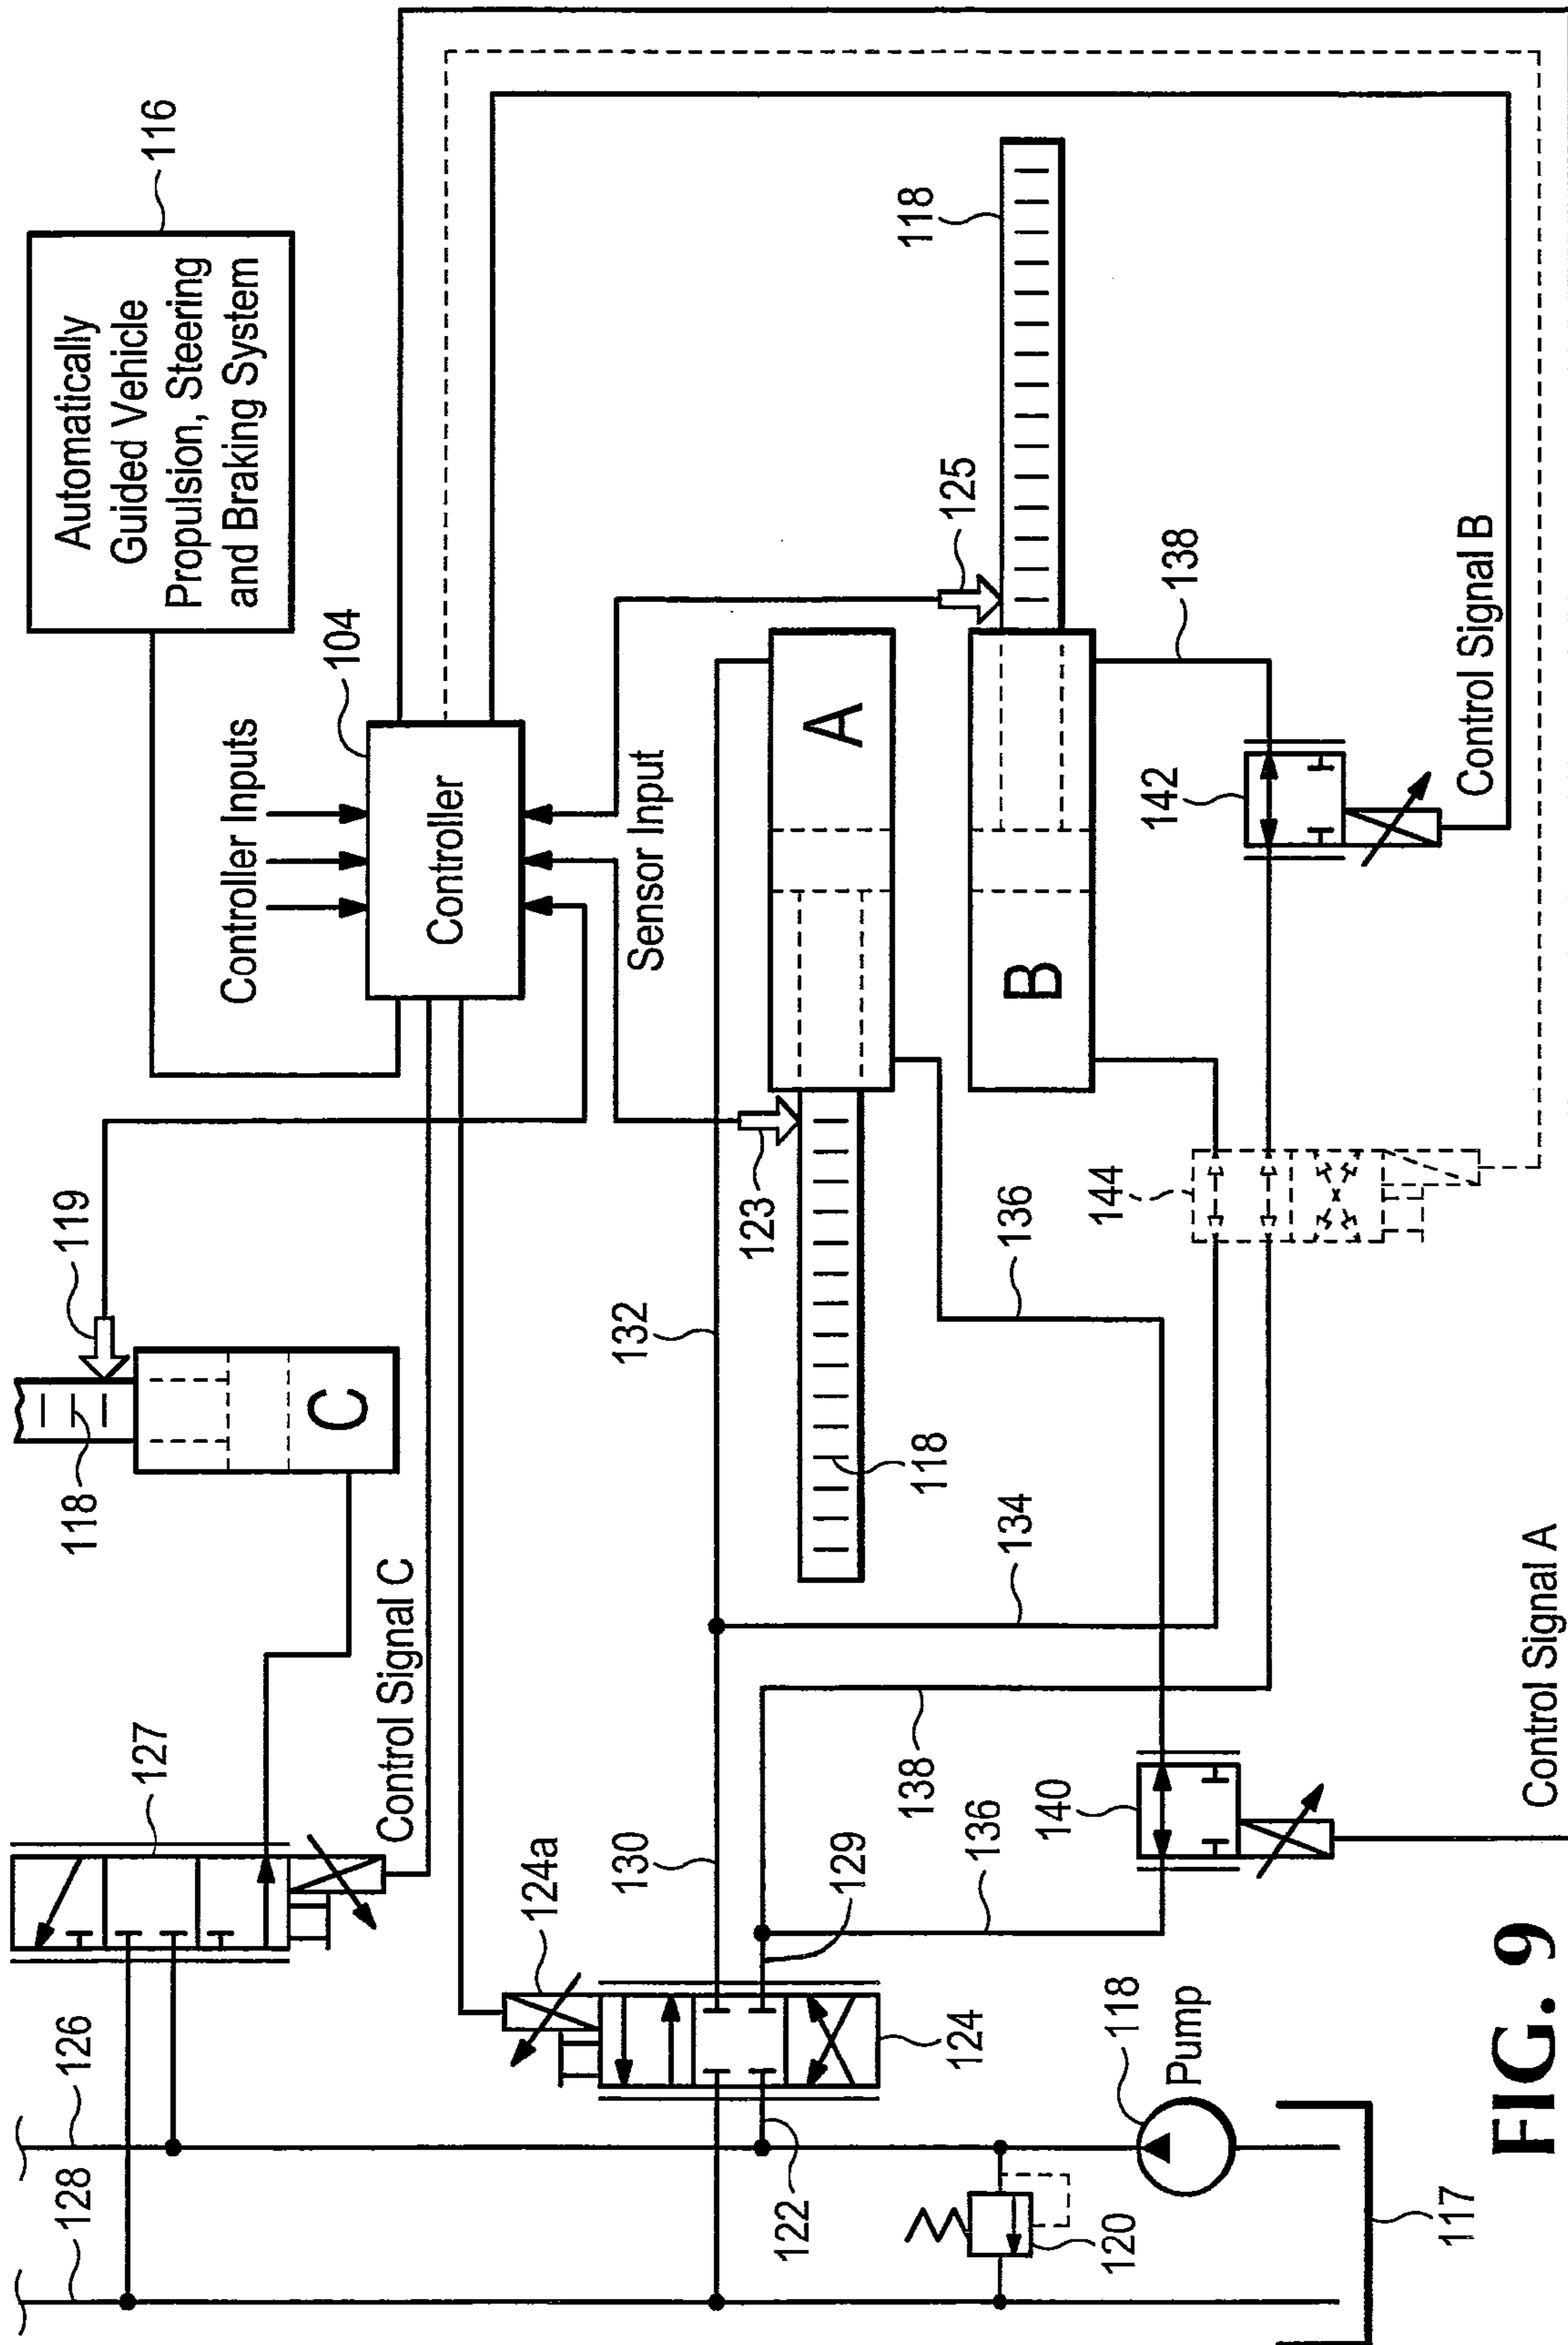 Automatically
Guided Vehicle
Propulsion, Steering
and Braking System
116
Controller Inputs
104
Controller
Sensor Input
119
118
C
127
Control Signal C
126
128
124a
130
129
124
122
120
118
Pump
117
132
123
118
A
125
118
B
134
136
138
136
140
144
138
142
Control Signal B
Control Signal A
FIG. 9